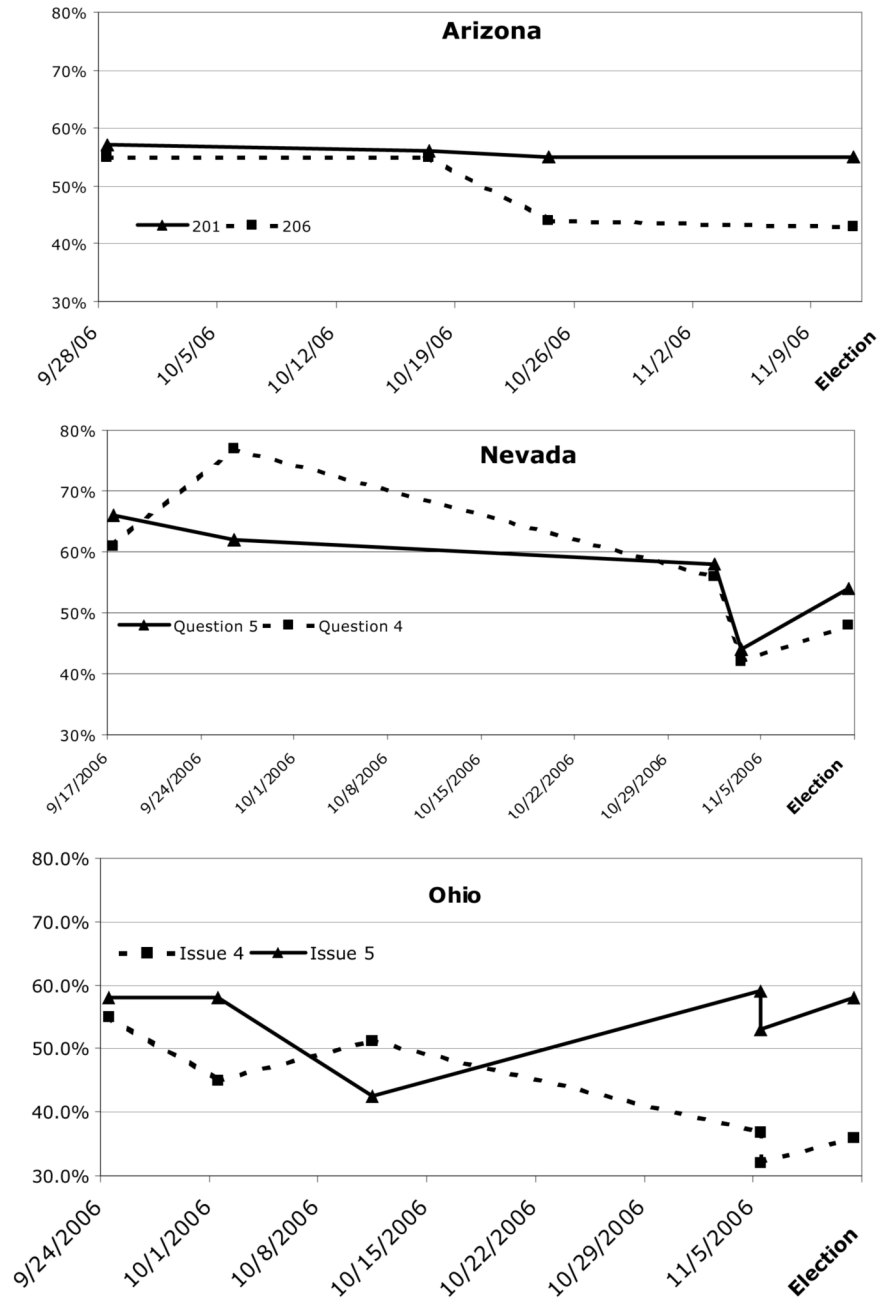 Arizona
80%
70%
60%
50%
40%
30%
201 206
9/28/06 10/5/06 10/12/06 10/19/06 10/26/06 11/2/06 11/9/06 Election
Nevada
80%
70%
60%
50%
40%
30%
Question 5 Question 4
9/17/2006 9/24/2006 10/1/2006 10/8/2006 10/15/2006 10/22/2006 10/29/2006 11/5/2006 Election
Ohio
80.0%
70.0%
60.0%
50.0%
40.0%
30.0%
Issue 4 Issue 5
9/24/2006 10/1/2006 10/8/2006 10/15/2006 10/22/2006 10/29/2006 11/5/2006 Election